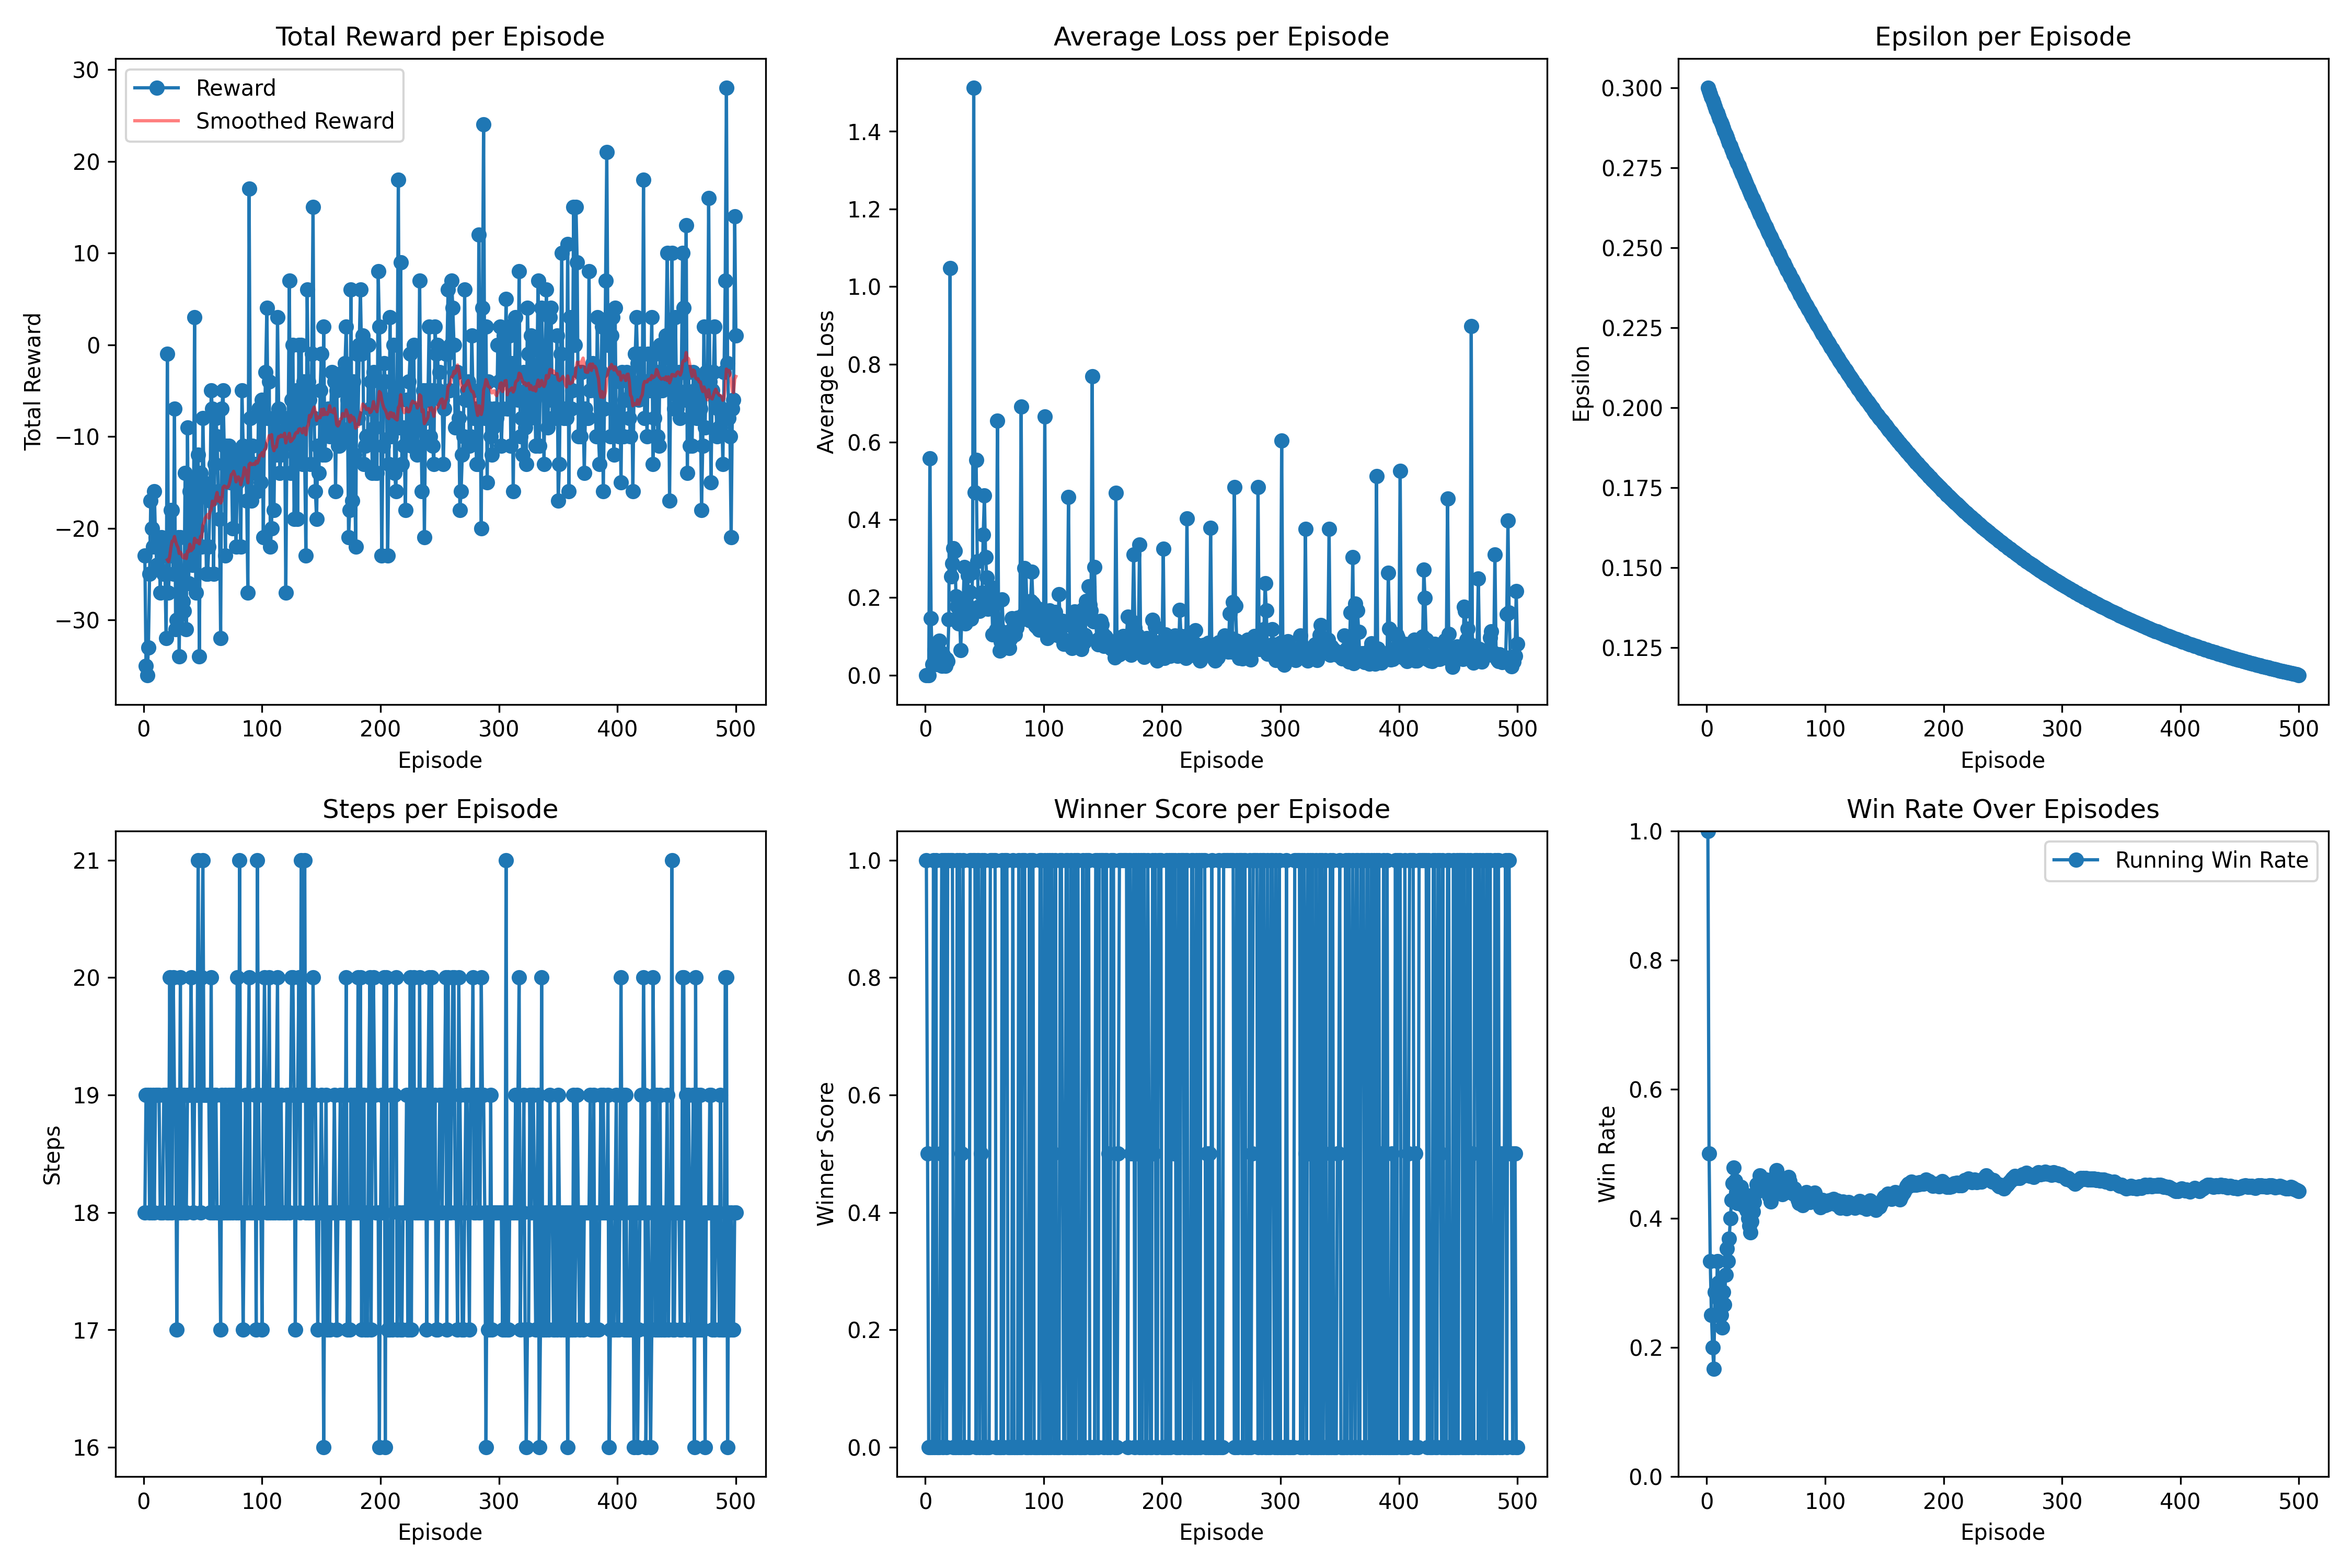 Total Reward per Episode
30
20
10
0
−10
−20
−30
Total Reward
Reward
Smoothed Reward
0 100 200 300 400 500
Episode
Average Loss per Episode
1.4
1.2
1.0
0.8
0.6
0.4
0.2
0.0
Average Loss
0 100 200 300 400 500
Episode
Epsilon per Episode
0.300
0.275
0.250
0.225
0.200
0.175
0.150
0.125
Epsilon
0 100 200 300 400 500
Episode
Steps per Episode
21
20
19
18
17
16
Steps
0 100 200 300 400 500
Episode
Winner Score per Episode
1.0
0.8
0.6
0.4
0.2
0.0
Winner Score
0 100 200 300 400 500
Episode
Win Rate Over Episodes
1.0
0.8
0.6
0.4
0.2
0.0
Win Rate
Running Win Rate
0 100 200 300 400 500
Episode